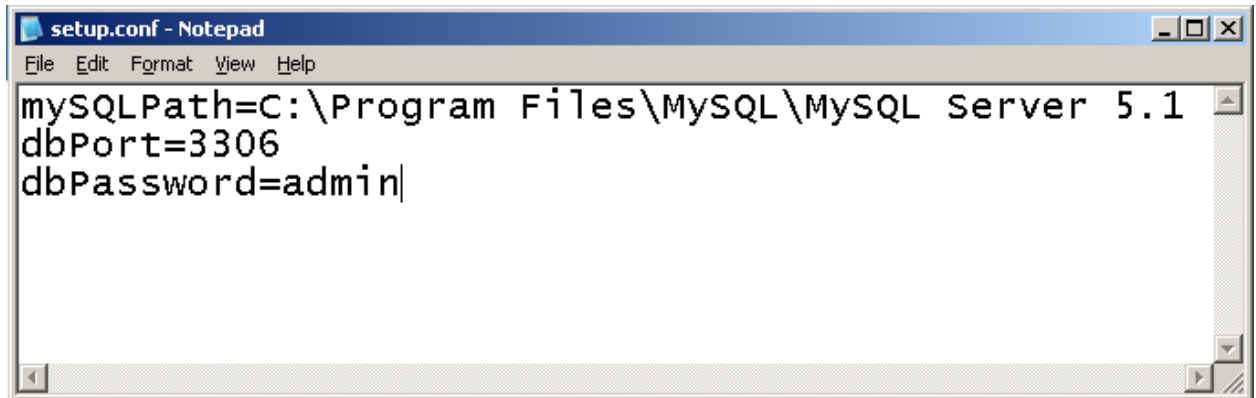 setup.conf - Notepad
File Edit Format View Help
mySQLPath=C:\Program Files\MySQL\MySQL Server 5.1
dbPort=3306
dbPassword=admin